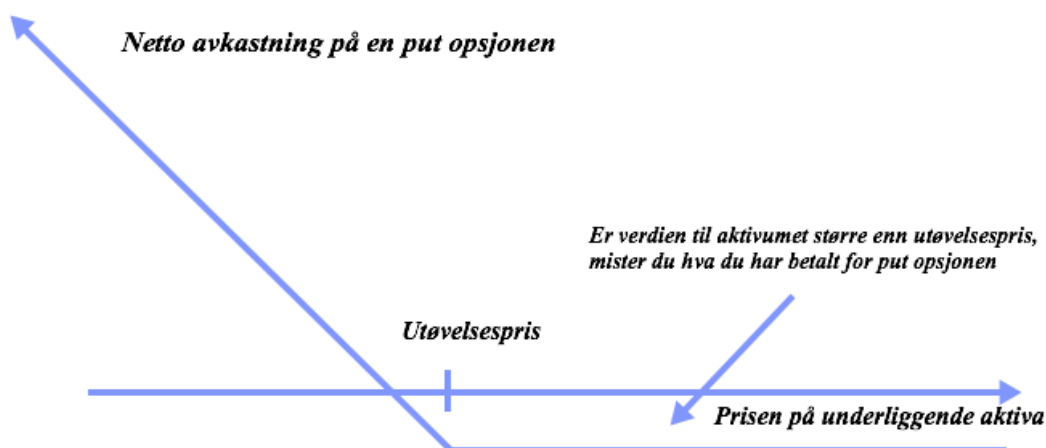 Netto avkastning på en put opsjonen
Er verdien til aktivumet større enn utøvelsespris,
mister du hva du har betalt for put opsjonen
Utøvelsespris
Prisen på underliggende aktiva